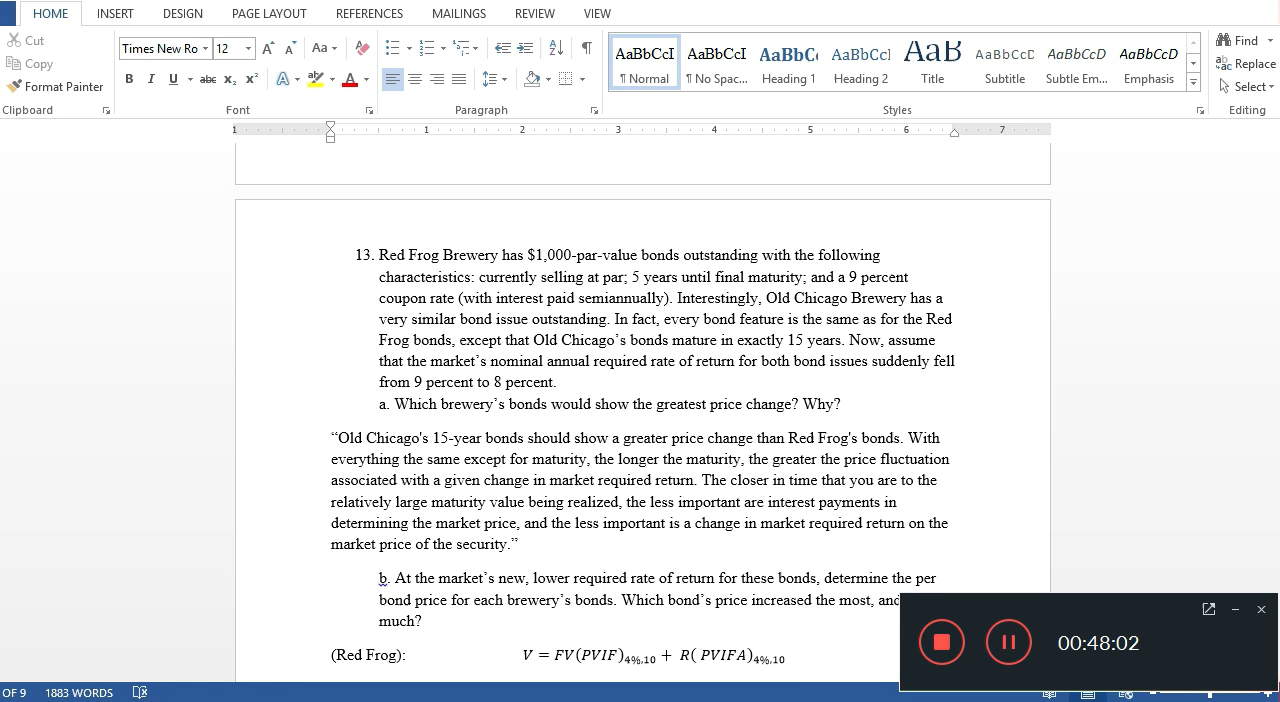 HOME INSERT DESIGN PAGE LAYOUT REFERENCES MAILINGS REVIEW VIEW
Cut
Copy
Format Painter
Clipboard
Times New Ro 12 Aa
B I U abc X₂ X² A ab A
Font
Paragraph
AaBbCcI AaBbCcI AaBbC AaBbCcl AaB AaBbCcD AaBbCcD AaBbCcD
¶ Normal ¶ No Spac... Heading 1 Heading 2 Title Subtitle Subtle Em... Emphasis
Styles
Find
Replace
Select
Editing
1 1 2 3 4 5 6 7
13. Red Frog Brewery has $1,000-par-value bonds outstanding with the following
characteristics: currently selling at par; 5 years until final maturity; and a 9 percent
coupon rate (with interest paid semiannually). Interestingly, Old Chicago Brewery has a
very similar bond issue outstanding. In fact, every bond feature is the same as for the Red
Frog bonds, except that Old Chicago’s bonds mature in exactly 15 years. Now, assume
that the market’s nominal annual required rate of return for both bond issues suddenly fell
from 9 percent to 8 percent.
a. Which brewery’s bonds would show the greatest price change? Why?
“Old Chicago's 15-year bonds should show a greater price change than Red Frog's bonds. With
everything the same except for maturity, the longer the maturity, the greater the price fluctuation
associated with a given change in market required return. The closer in time that you are to the
relatively large maturity value being realized, the less important are interest payments in
determining the market price, and the less important is a change in market required return on the
market price of the security.”
b. At the market’s new, lower required rate of return for these bonds, determine the per
bond price for each brewery’s bonds. Which bond’s price increased the most, and
much?
(Red Frog): V = FV(PVIF)4%,10 + R( PVIFA)4%,10
00:48:02
OF 9 1883 WORDS